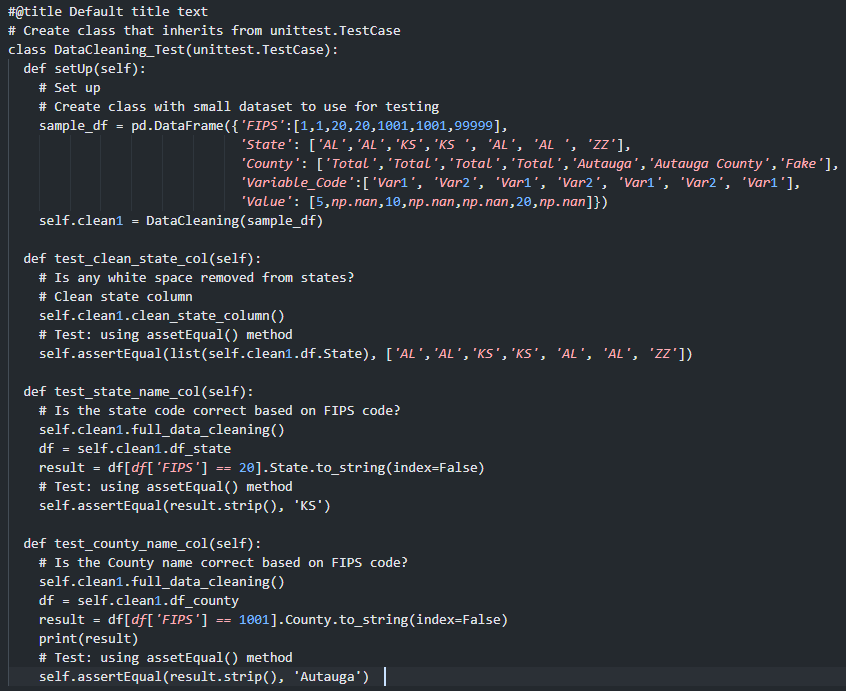 #@title Default title text
# Create class that inherits from unittest.TestCase
class DataCleaning_Test(unittest.TestCase):
  def setUp(self):
    # Set up
    # Create class with small dataset to use for testing
    sample_df = pd.DataFrame({'FIPS':[1,1,20,20,1001,1001,99999],
                              'State': ['AL','AL','KS','KS ', 'AL', 'AL ', 'ZZ'],
                              'County': ['Total','Total','Total','Total','Autauga','Autauga County','Fake'],
                              'Variable_Code':['Var1', 'Var2', 'Var1', 'Var2', 'Var1', 'Var2', 'Var1'],
                              'Value': [5,np.nan,10,np.nan,np.nan,20,np.nan]})
    self.clean1 = DataCleaning(sample_df)

  def test_clean_state_col(self):
    # Is any white space removed from states?
    # Clean state column
    self.clean1.clean_state_column()
    # Test: using assetEqual() method
    self.assertEqual(list(self.clean1.df.State), ['AL','AL','KS','KS', 'AL', 'AL', 'ZZ'])

  def test_state_name_col(self):
    # Is the state code correct based on FIPS code?
    self.clean1.full_data_cleaning()
    df = self.clean1.df_state
    result = df[df['FIPS'] == 20].State.to_string(index=False)
    # Test: using assetEqual() method
    self.assertEqual(result.strip(), 'KS')

  def test_county_name_col(self):
    # Is the County name correct based on FIPS code?
    self.clean1.full_data_cleaning()
    df = self.clean1.df_county
    result = df[df['FIPS'] == 1001].County.to_string(index=False)
    print(result)
    # Test: using assetEqual() method
    self.assertEqual(result.strip(), 'Autauga')